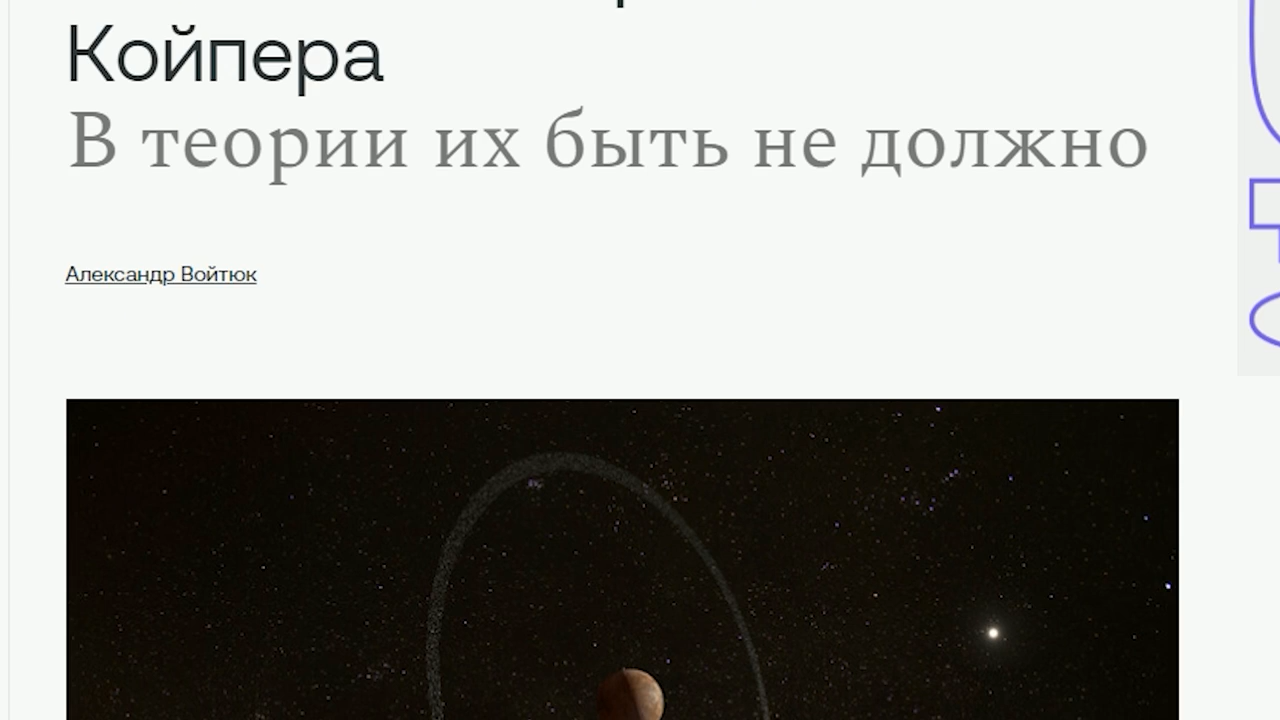 Койпера
В теории их быть не должно
Александр Войтюк